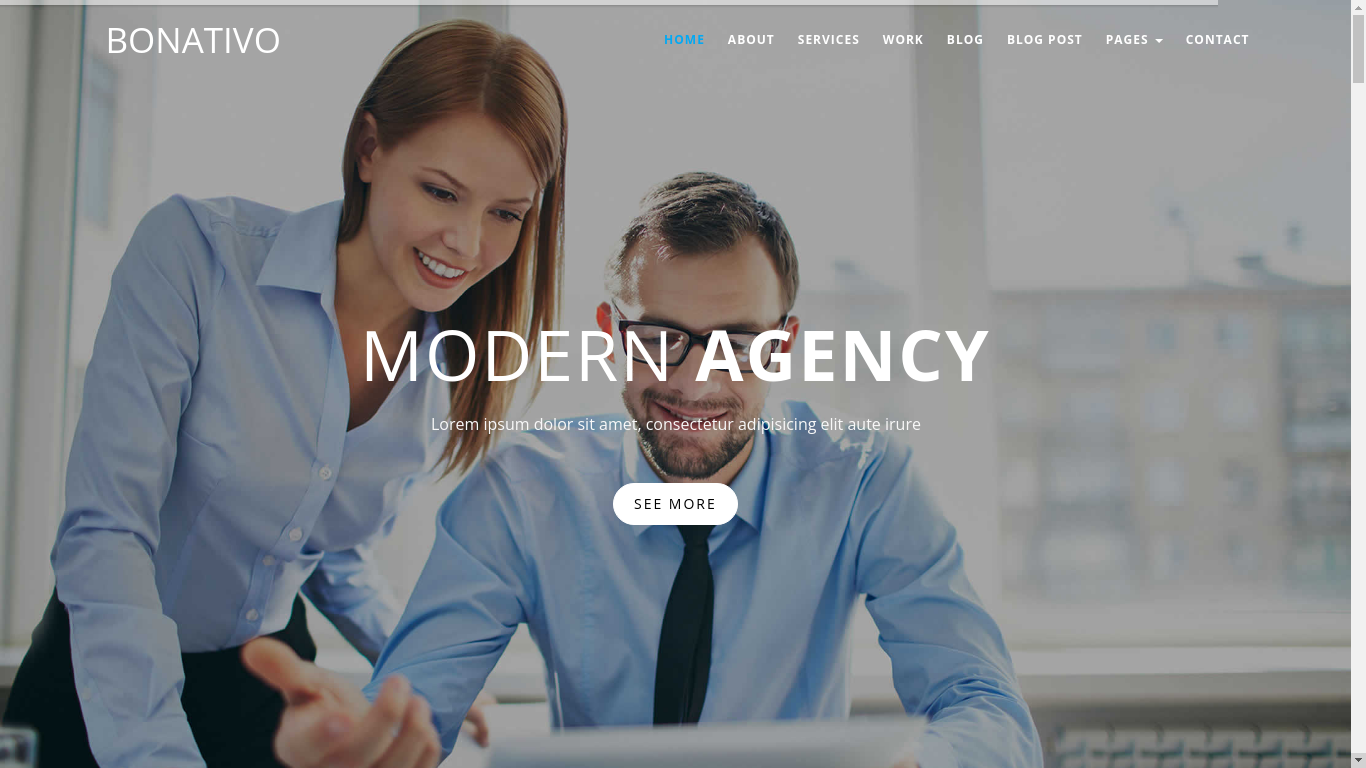 BONATIVO
HOME ABOUT SERVICES WORK BLOG BLOG POST PAGES CONTACT
MODERN AGENCY
Lorem ipsum dolor sit amet, consectetur adipisicing elit aute irure
SEE MORE